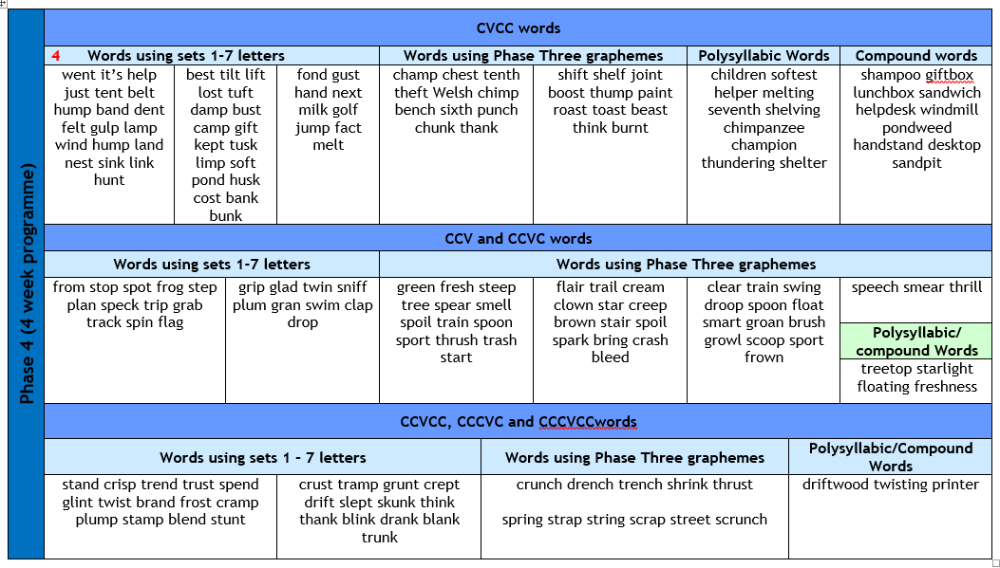 Phase 4 (4 week programme)
CVCC words
4 Words using sets 1-7 letters
Words using Phase Three graphemes
Polysyllabic Words
Compound words
went it's help
just tent belt
hump band dent
felt gulp lamp
wind hump land
nest sink link
hunt
best tilt lift
lost tuft
damp bust
camp gift
kept tusk
limp soft
pond husk
cost bank
bunk
fond gust
hand next
milk golf
jump fact
melt
champ chest tenth
theft Welsh chimp
bench sixth punch
chunk thank
shift shelf joint
boost thump paint
roast toast beast
think burnt
children softest
helper melting
seventh shelving
chimpanzee
champion
thundering shelter
shampoo giftbox
lunchbox sandwich
helpdesk windmill
pondweed
handstand desktop
sandpit
CCV and CCVC words
Words using sets 1-7 letters
Words using Phase Three graphemes
from stop spot frog step
plan speck trip grab
track spin flag
grip glad twin sniff
plum gran swim clap
drop
green fresh steep
tree spear smell
spoil train spoon
sport thrush trash
start
flair trail cream
clown star creep
brown stair spoil
spark bring crash
bleed
clear train swing
droop spoon float
smart groan brush
growl scoop sport
frown
speech smear thrill
Polysyllabic/
compound Words
treetop starlight
floating freshness
CCVCC, CCCVC and CCCVCCwords
Words using sets 1 - 7 letters
Words using Phase Three graphemes
Polysyllabic/Compound
Words
stand crisp trend trust spend
glint twist brand frost cramp
plump stamp blend stunt
crust tramp grunt crept
drift slept skunk think
thank blink drank blank
trunk
crunch drench trench shrink thrust
spring strap string scrap street scrunch
driftwood twisting printer